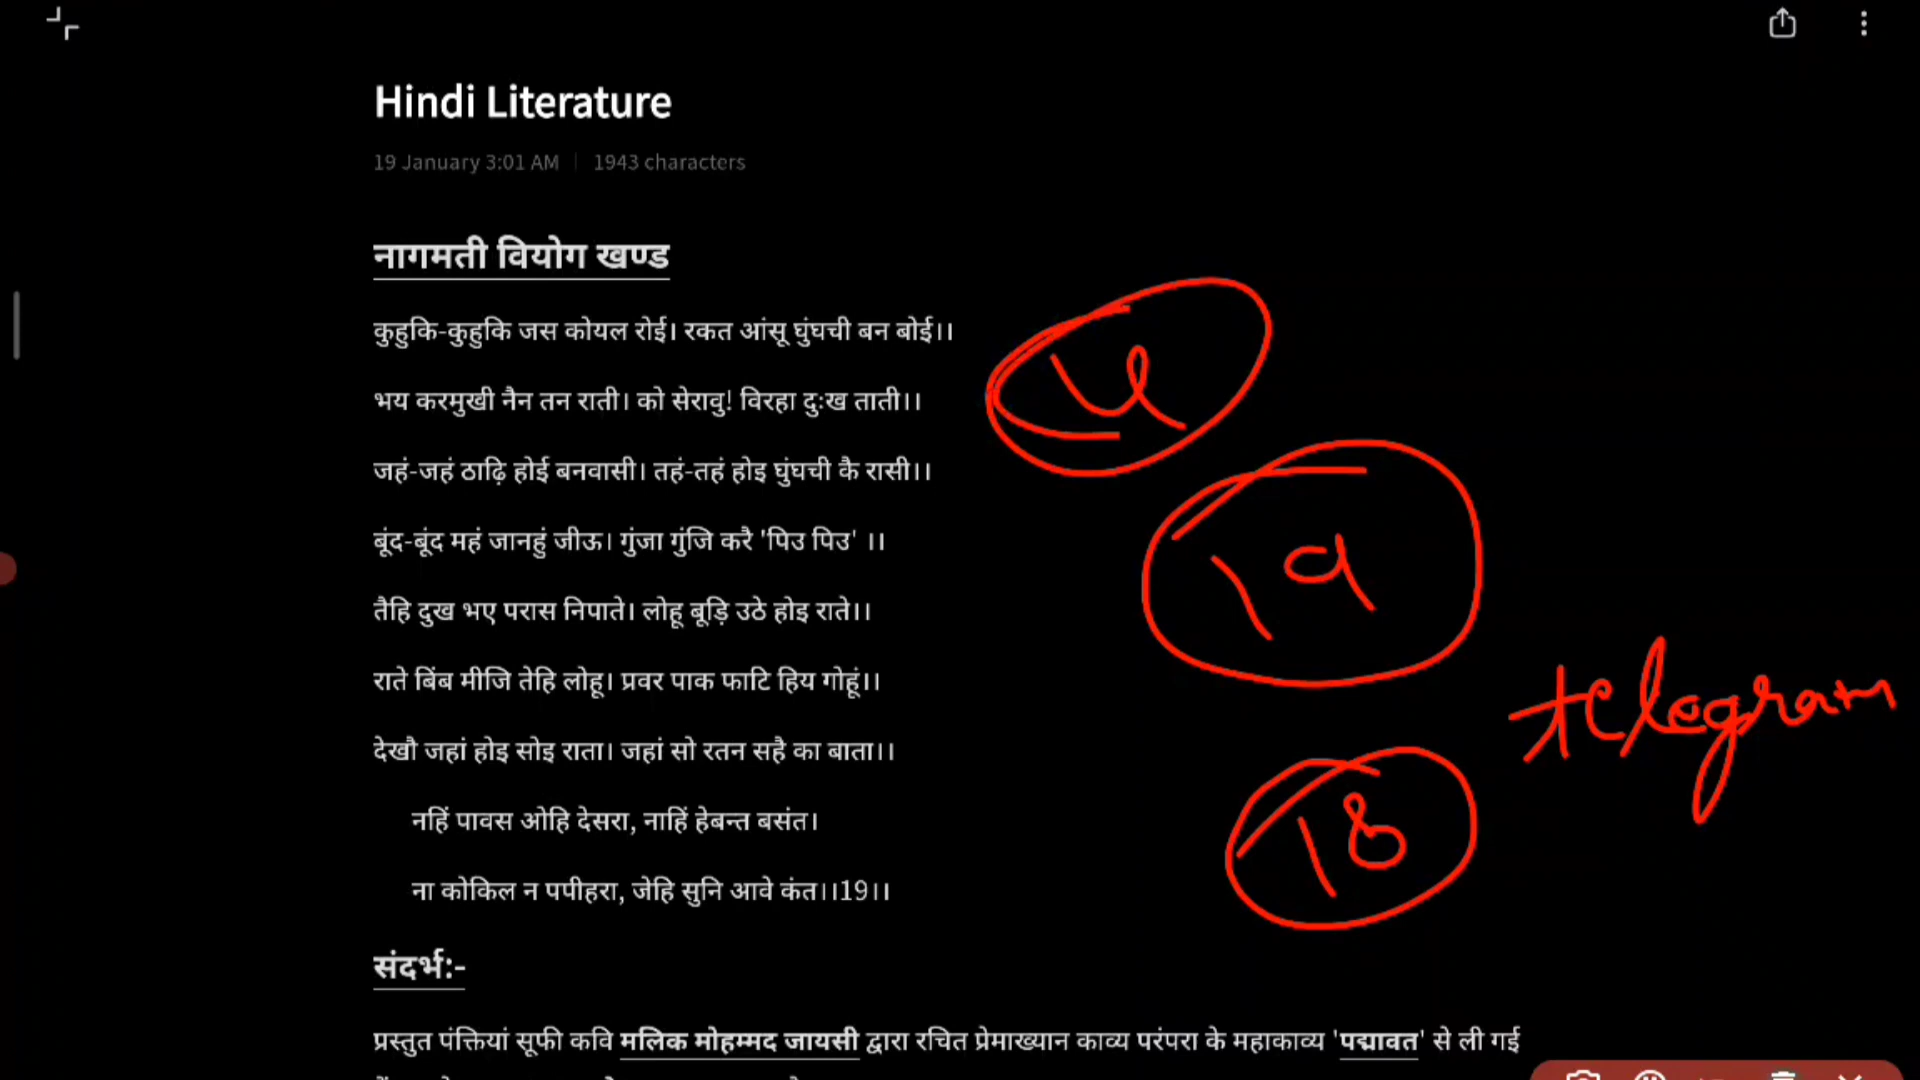 Hindi Literature
19 January 3:01 AM | 1943 characters
नागमती वियोग खण्ड
कुहुकि-कुहुकि जस कोयल रोई। रकत आंसू घुंघची बन बोई।।
भय करमुखी नैन तन राती। को सेरावु! विरहा दुःख ताती।।
जहं-जहं ठाढ़ि होई बनवासी। तहं-तहं होइ घुंघची कै रासी।।
बूंद-बूंद महं जानहुं जीऊ। गुंजा गुंजि करै 'पिउ पिउ' ।।
तैहि दुख भए परास निपाते। लोहू बूड़ि उठे होइ राते।।
राते बिंब मीजि तेहि लोहू। प्रवर पाक फाटि हिय गोहूं।।
देखौ जहां होइ सोइ राता। जहां सो रतन सहै का बाता।।
नहिं पावस ओहि देसरा, नाहिं हेबन्त बसंत।
ना कोकिल न पपीहरा, जेहि सुनि आवे कंत।।19।।
19
telegram
18
संदर्भ:-
प्रस्तुत पंक्तियां सूफी कवि मलिक मोहम्मद जायसी द्वारा रचित प्रेमाख्यान काव्य परंपरा के महाकाव्य 'पद्मावत' से ली गई